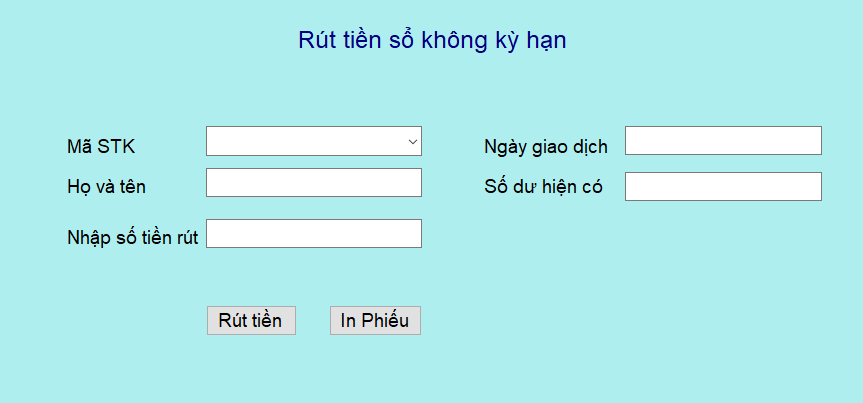 Rút tiền sổ không kỳ hạn
Mã STK
Ngày giao dịch
Họ và tên
Số dư hiện có
Nhập số tiền rút
Rút tiền
In Phiếu